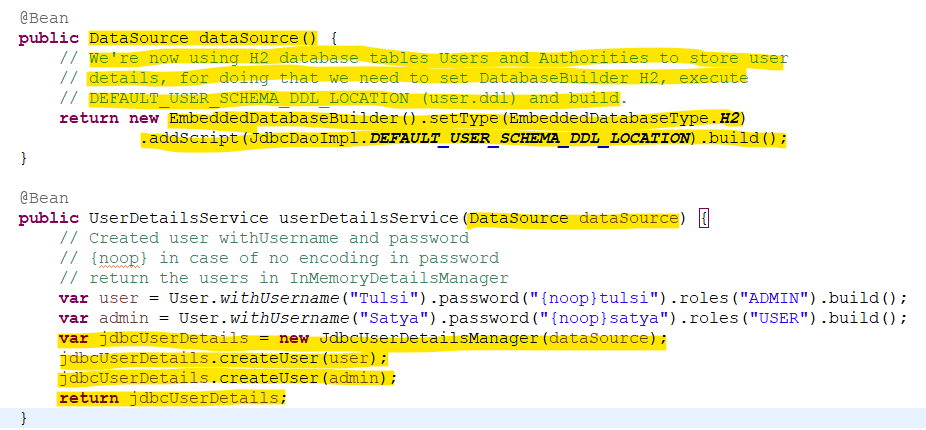 @Bean
public DataSource dataSource() {
// We're now using H2 database tables Users and Authorities to store user
// details, for doing that we need to set DatabaseBuilder H2, execute
// DEFAULT_USER_SCHEMA_DDL_LOCATION (user.ddl) and build.
return new EmbeddedDatabaseBuilder().setType(EmbeddedDatabaseType.H2)
.addScript(JdbcDaoImpl.DEFAULT_USER_SCHEMA_DDL_LOCATION).build();
}
@Bean
public UserDetailsService userDetailsService(DataSource dataSource) {
// Created user withUsername and password
// {noop} in case of no encoding in password
// return the users in InMemoryDetailsManager
var user = User.withUsername("Tulsi").password("{noop}tulsi").roles("ADMIN").build();
var admin = User.withUsername("Satya").password("{noop}satya").roles("USER").build();
var jdbcUserDetails = new JdbcUserDetailsManager(dataSource);
jdbcUserDetails.createUser(user);
jdbcUserDetails.createUser(admin);
return jdbcUserDetails;
}